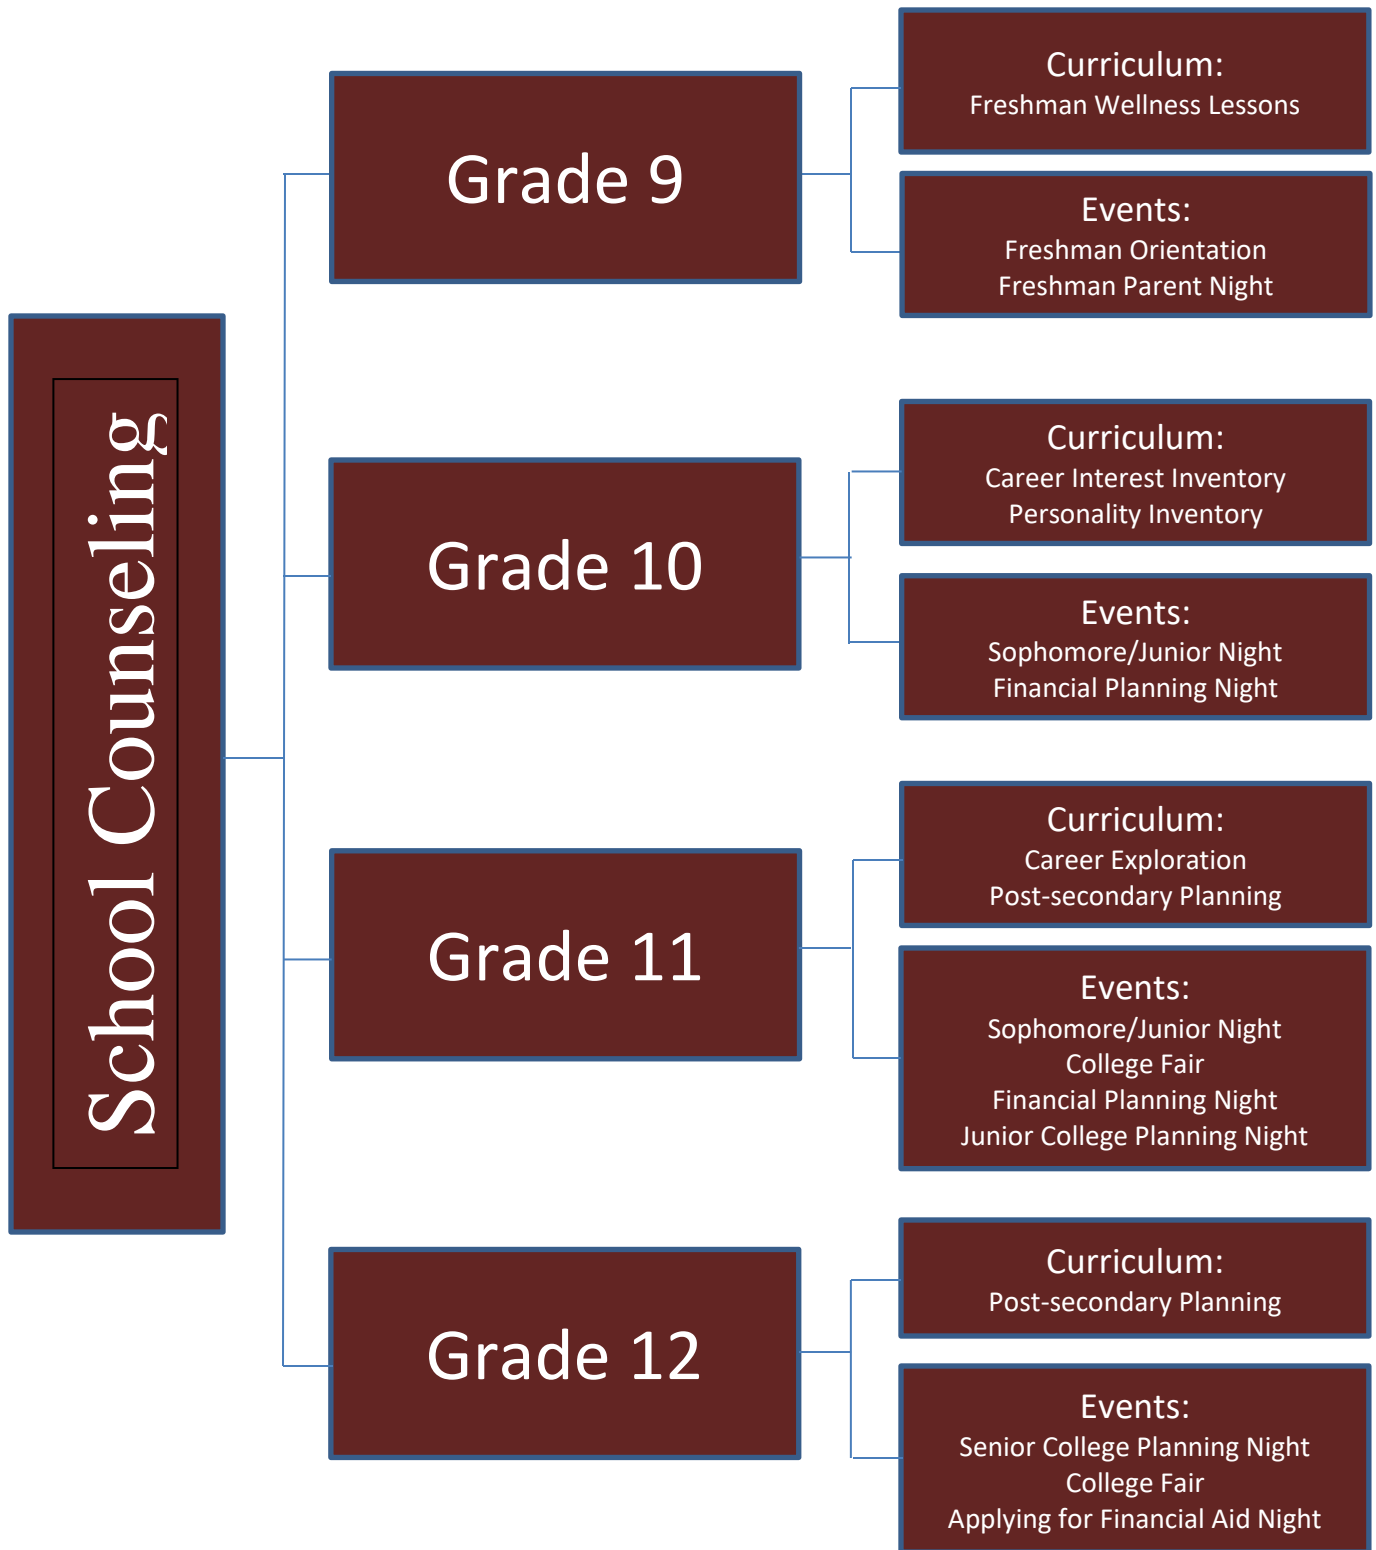 School Counseling
Grade 9
Curriculum:
Freshman Wellness Lessons
Events:
Freshman Orientation
Freshman Parent Night
Grade 10
Curriculum:
Career Interest Inventory
Personality Inventory
Events:
Sophomore/Junior Night
Financial Planning Night
Grade 11
Curriculum:
Career Exploration
Post-secondary Planning
Events:
Sophomore/Junior Night
College Fair
Financial Planning Night
Junior College Planning Night
Grade 12
Curriculum:
Post-secondary Planning
Events:
Senior College Planning Night
College Fair
Applying for Financial Aid Night